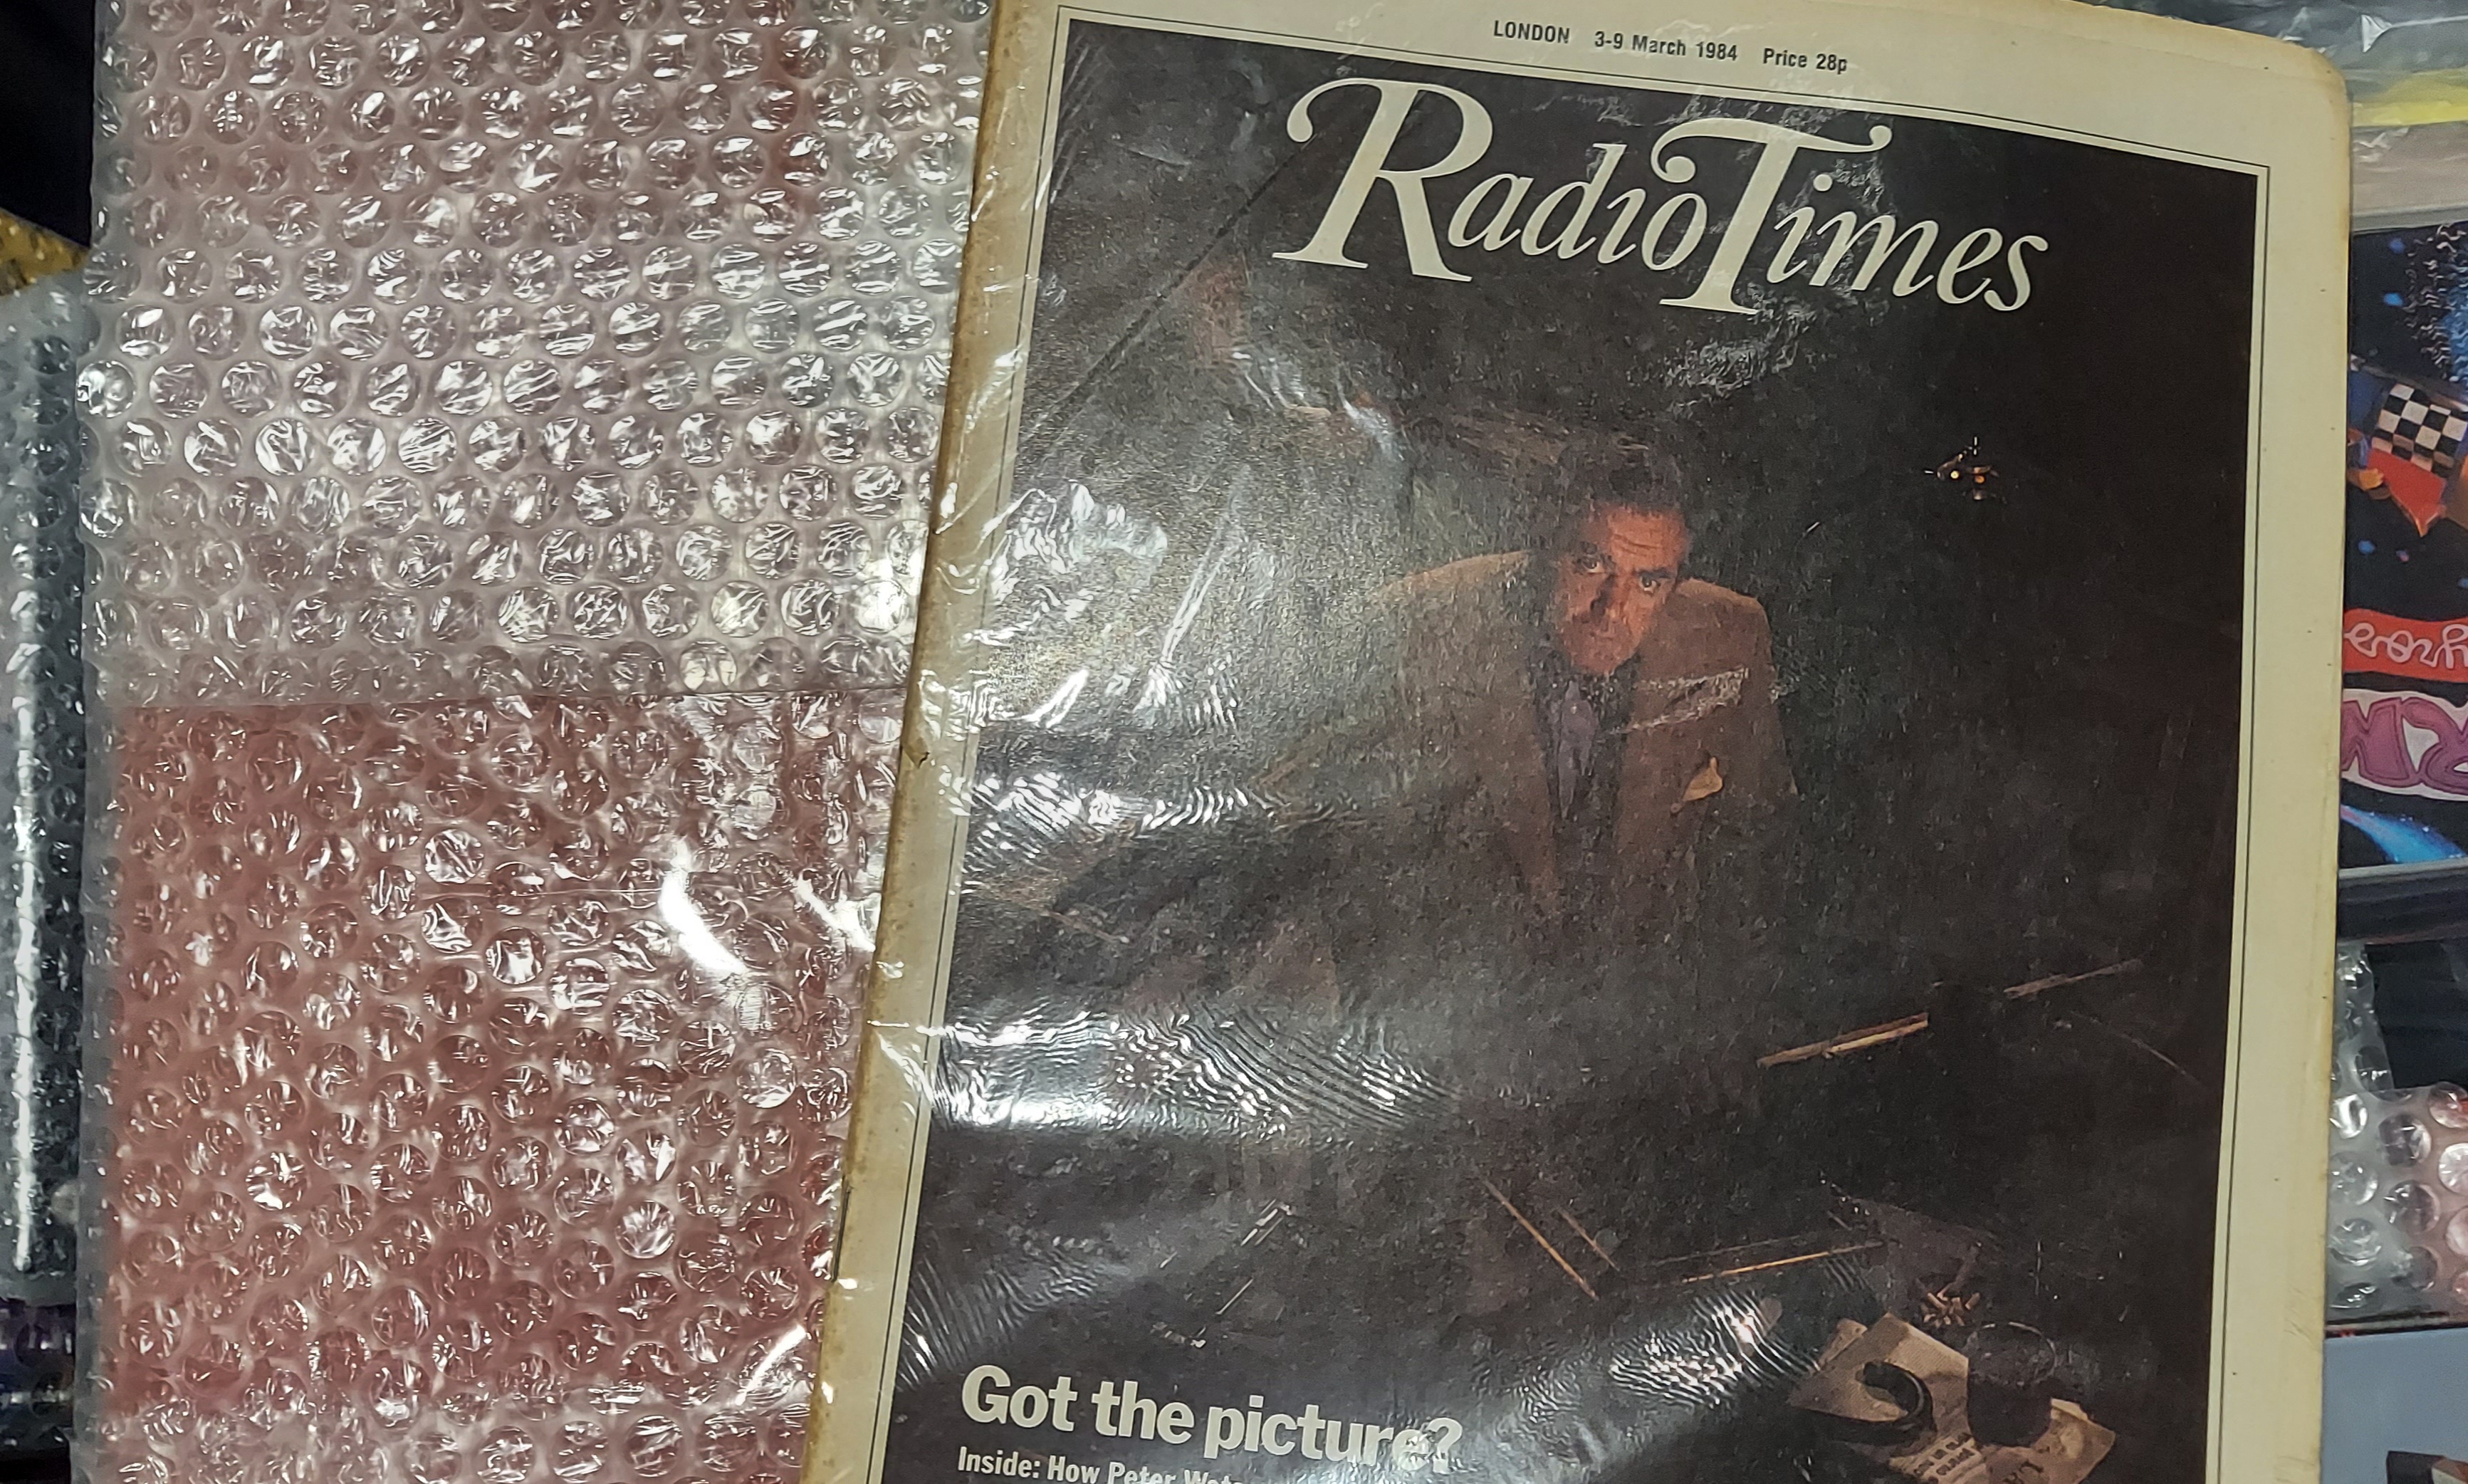 LONDON 3-9 March 1984 Price 28p
RadioTimes
Got the picture?
Inside: How Peter